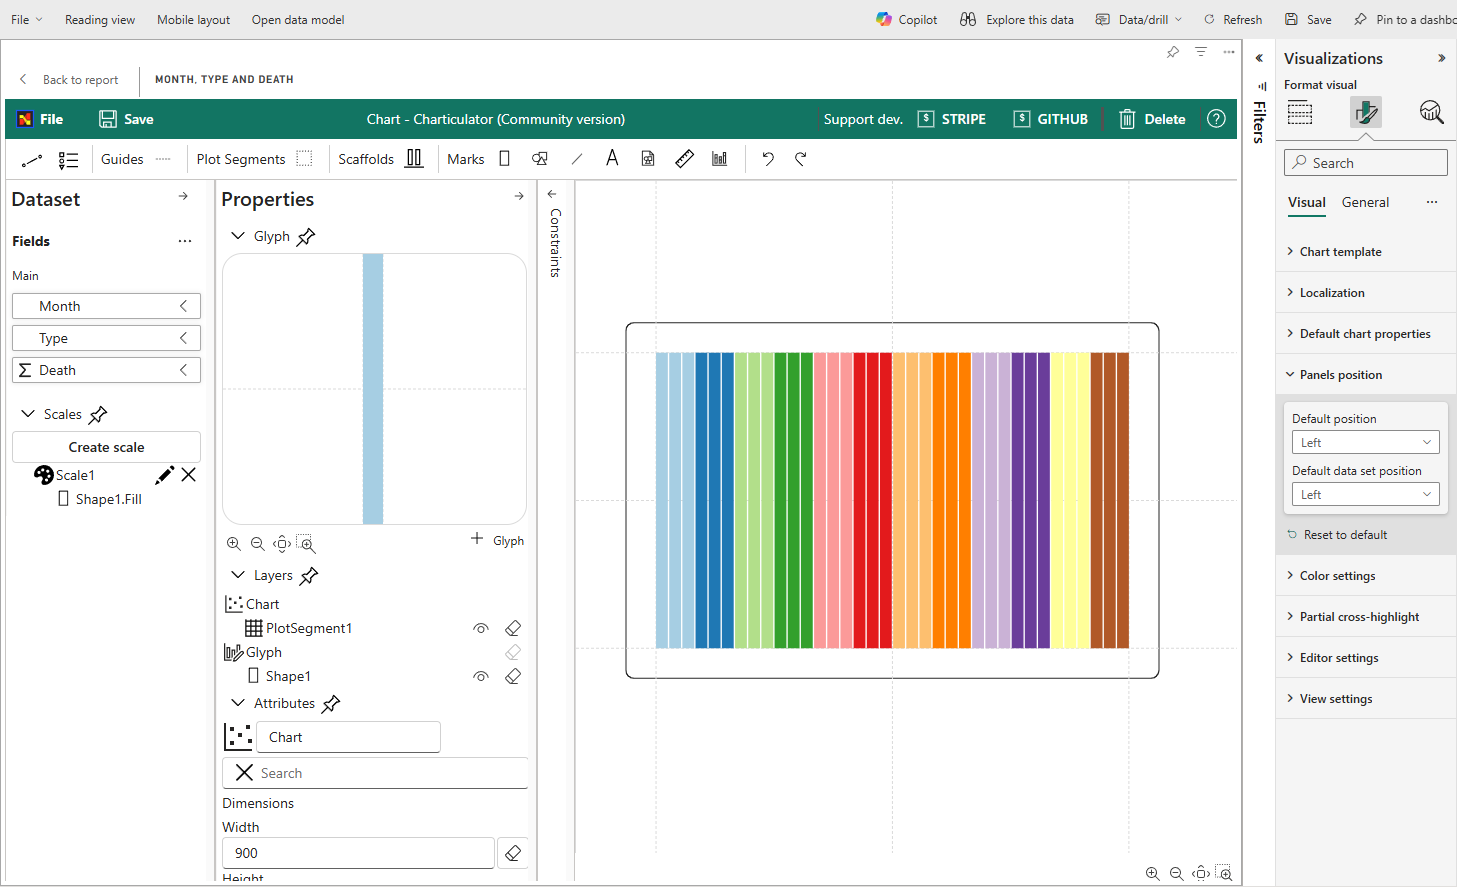 File
Reading view
Mobile layout
Open data model
Copilot
Explore this data
Data/drill
Refresh
Save
Pin to a dashbo
Back to report
MONTH, TYPE AND DEATH
File
Save
Chart - Charticulator (Community version)
Support dev.
$ STRIPE
$ GITHUB
Delete
?
Guides
Plot Segments
Scaffolds
Marks
A
Dataset
Fields
Main
Month
Type
Σ Death
Scales
Create scale
Scale1
Shape1.Fill
Properties
Glyph
Glyph
Layers
Chart
PlotSegment1
Glyph
Shape1
Attributes
Chart
Search
Dimensions
Width
900
Height
Constraints
Filters
Visualizations
Format visual
Search
Visual
General
Chart template
Localization
Default chart properties
Panels position
Default position
Left
Default data set position
Left
Reset to default
Color settings
Partial cross-highlight
Editor settings
View settings